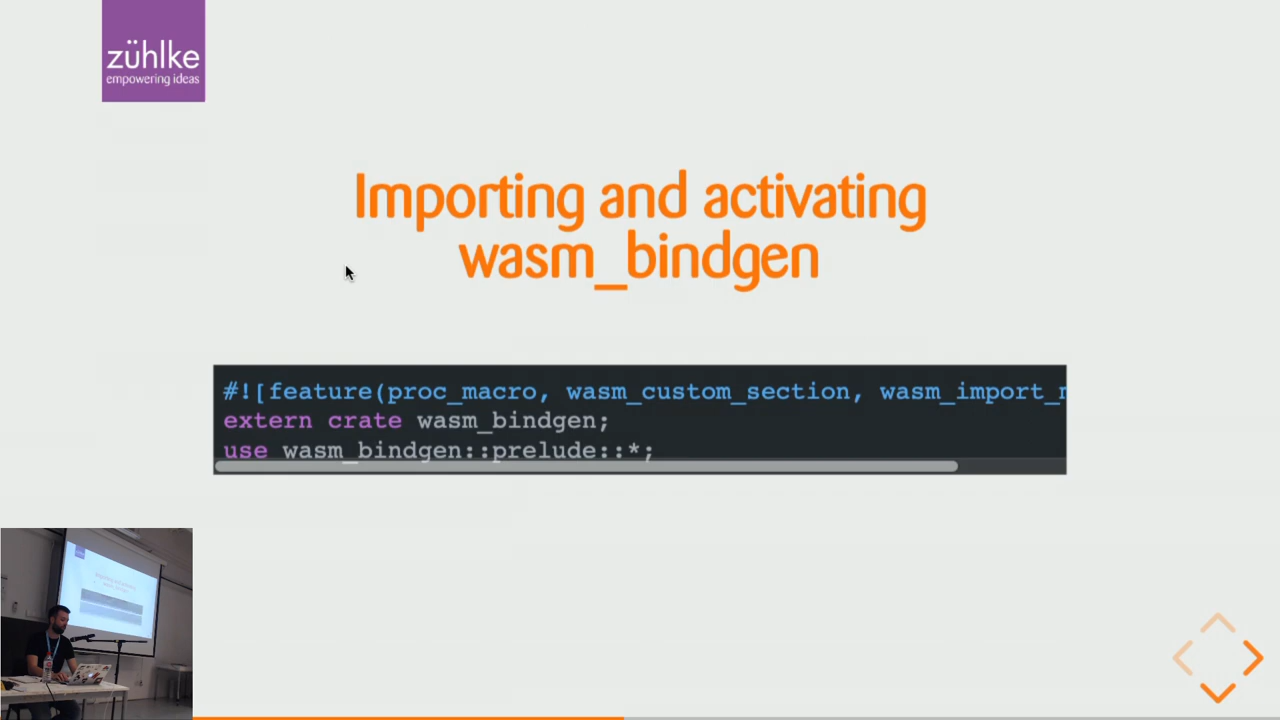 zühlke
empowering ideas
Importing and activating
wasm_bindgen
#![feature(proc_macro, wasm_custom_section, wasm_import_
extern crate wasm_bindgen;
use wasm_bindgen::prelude::*;